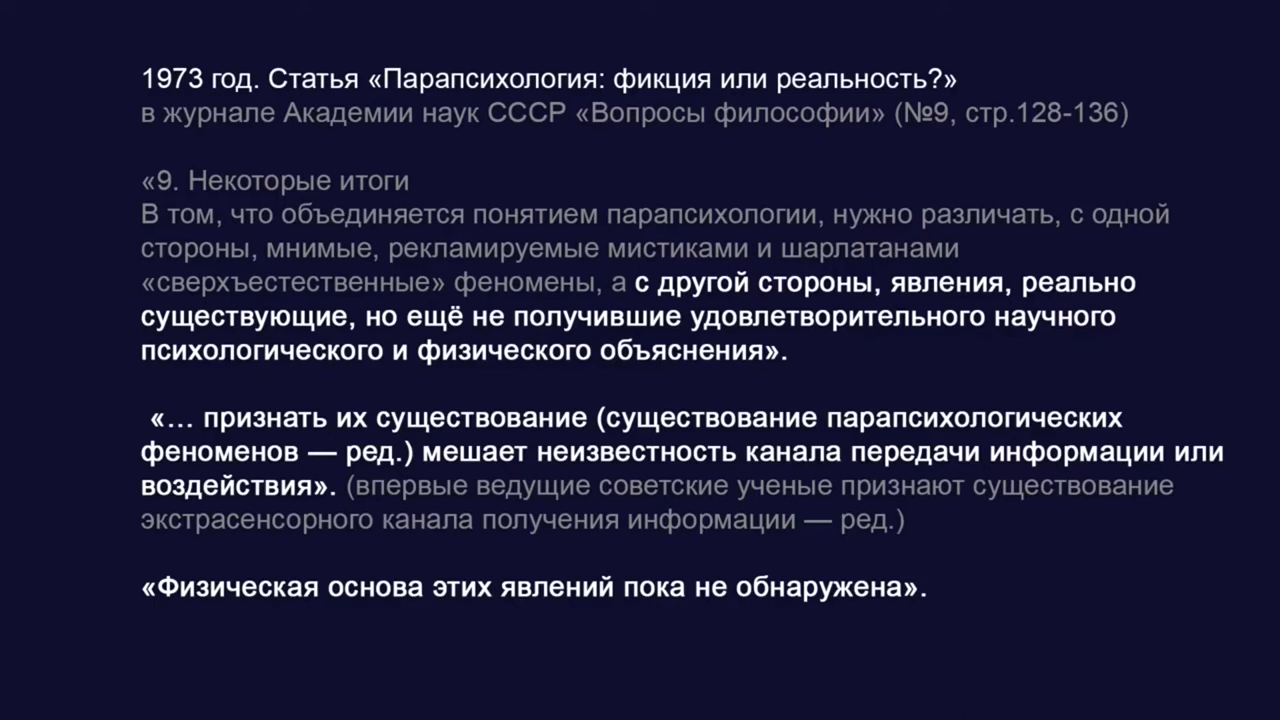 1973 год. Статья «Парапсихология: фикция или реальность?»
в журнале Академии наук СССР «Вопросы философии» (№9, стр.128-136)
«9. Некоторые итоги
В том, что объединяется понятием парапсихологии, нужно различать, с одной
стороны, мнимые, рекламируемые мистиками и шарлатанами
«сверхъестественные» феномены, а с другой стороны, явления, реально
существующие, но ещё не получившие удовлетворительного научного
психологического и физического объяснения».
«… признать их существование (существование парапсихологических
феноменов — ред.) мешает неизвестность канала передачи информации или
воздействия». (впервые ведущие советские ученые признают существование
экстрасенсорного канала получения информации — ред.)
«Физическая основа этих явлений пока не обнаружена».